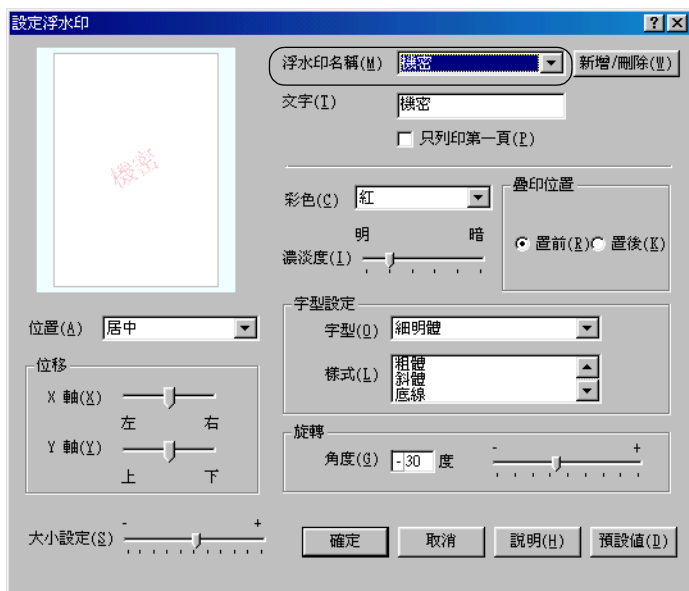 設定浮水印
機密
浮水印名稱(M) 機密 新增/刪除(W)
文字(T) 機密
只列印第一頁(P)
彩色(C) 紅
明 暗
濃淡度(I)
疊印位置
置前(R) 置後(K)
位置(A) 居中
位移
X 軸(X)
左 右
Y 軸(Y)
上 下
字型設定
字型(O) 細明體
樣式(L) 粗體
斜體
底線
旋轉
角度(G) -30 度 - +
大小設定(S) - +
確定 取消 說明(H) 預設值(D)